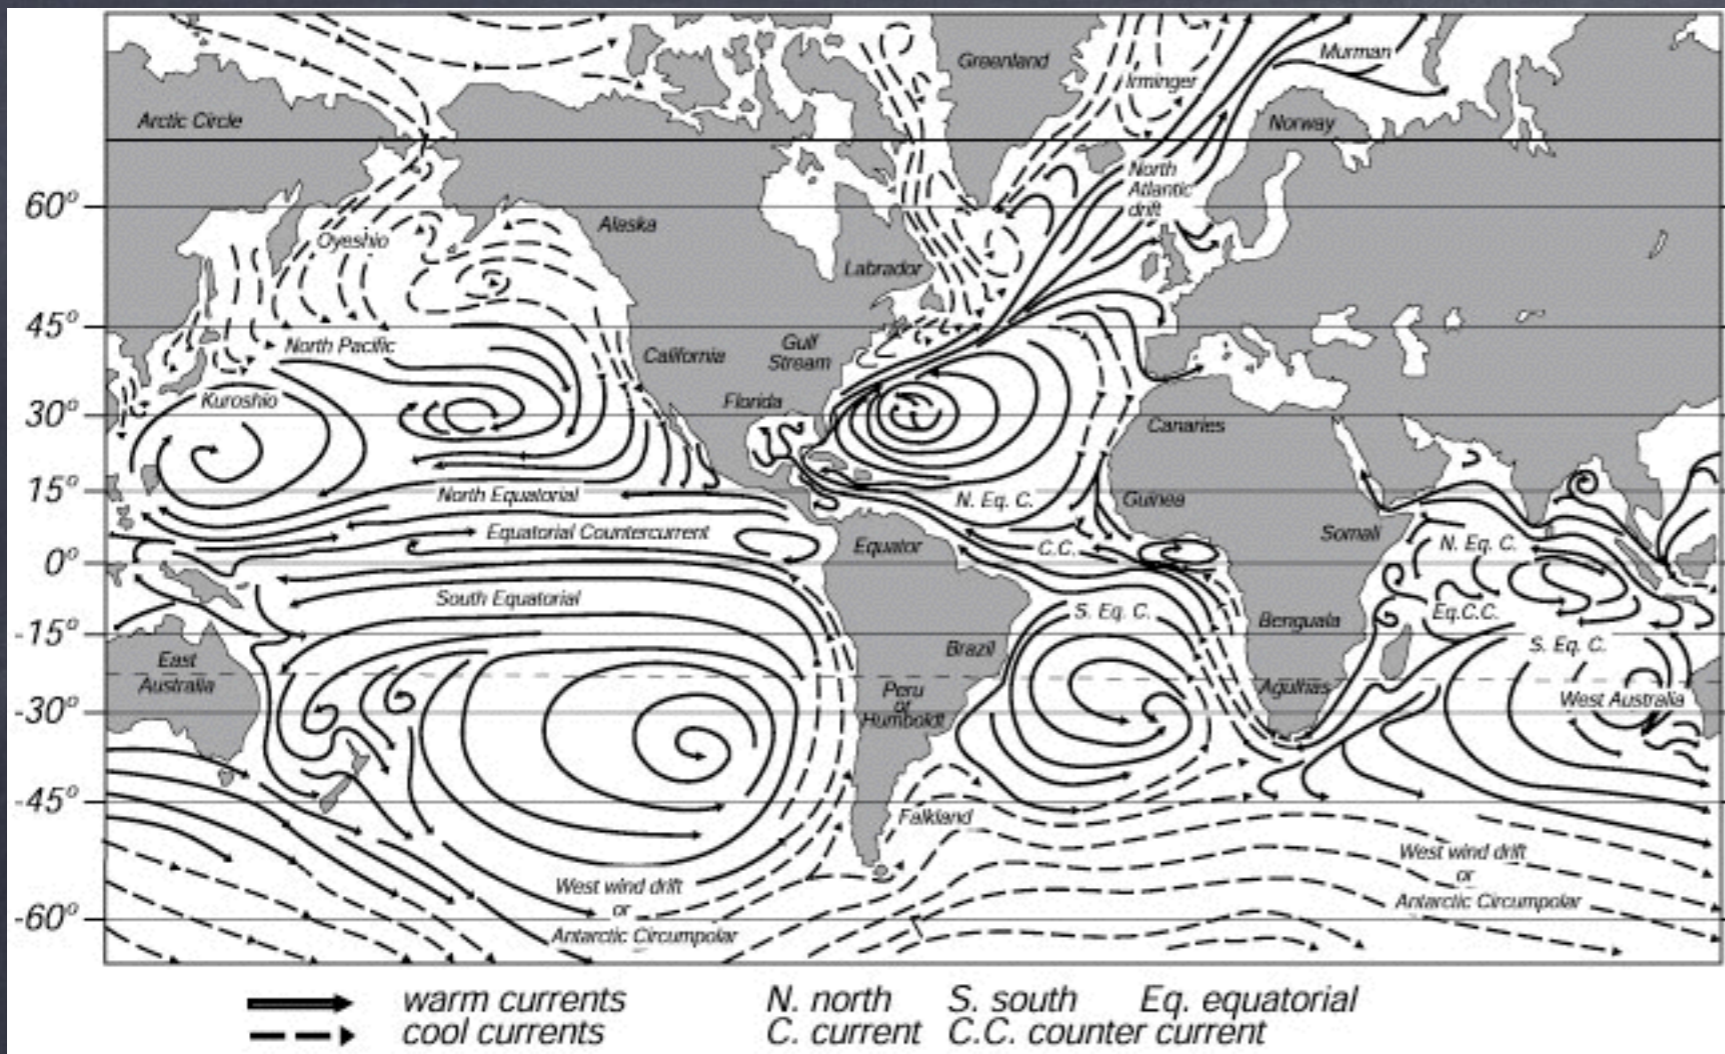 Greenland
Murman
Irminger
Arctic Circle
Norway
North
Atlantic
drift
60°
Alaska
Oyeshio
Labrador
45°
North Pacific
California
Gulf
Stream
Kuroshio
Florida
30°
Canaries
15°
North Equatorial
N. Eq. C.
Guinea
Equatorial Countercurrent
Somali
Equator
C.C.
N. Eq. C.
0°
South Equatorial
S. Eq. C.
Eq.C.C.
Benguala
-15°
East
Australia
Brazil
S. Eq. C.
Agulhas
Peru
or
Humboldt
West Australia
-30°
-45°
Falkland
West wind drift
or
Antarctic Circumpolar
West wind drift
or
Antarctic Circumpolar
-60°
warm currents N. north S. south Eq. equatorial
cool currents C. current C.C. counter current